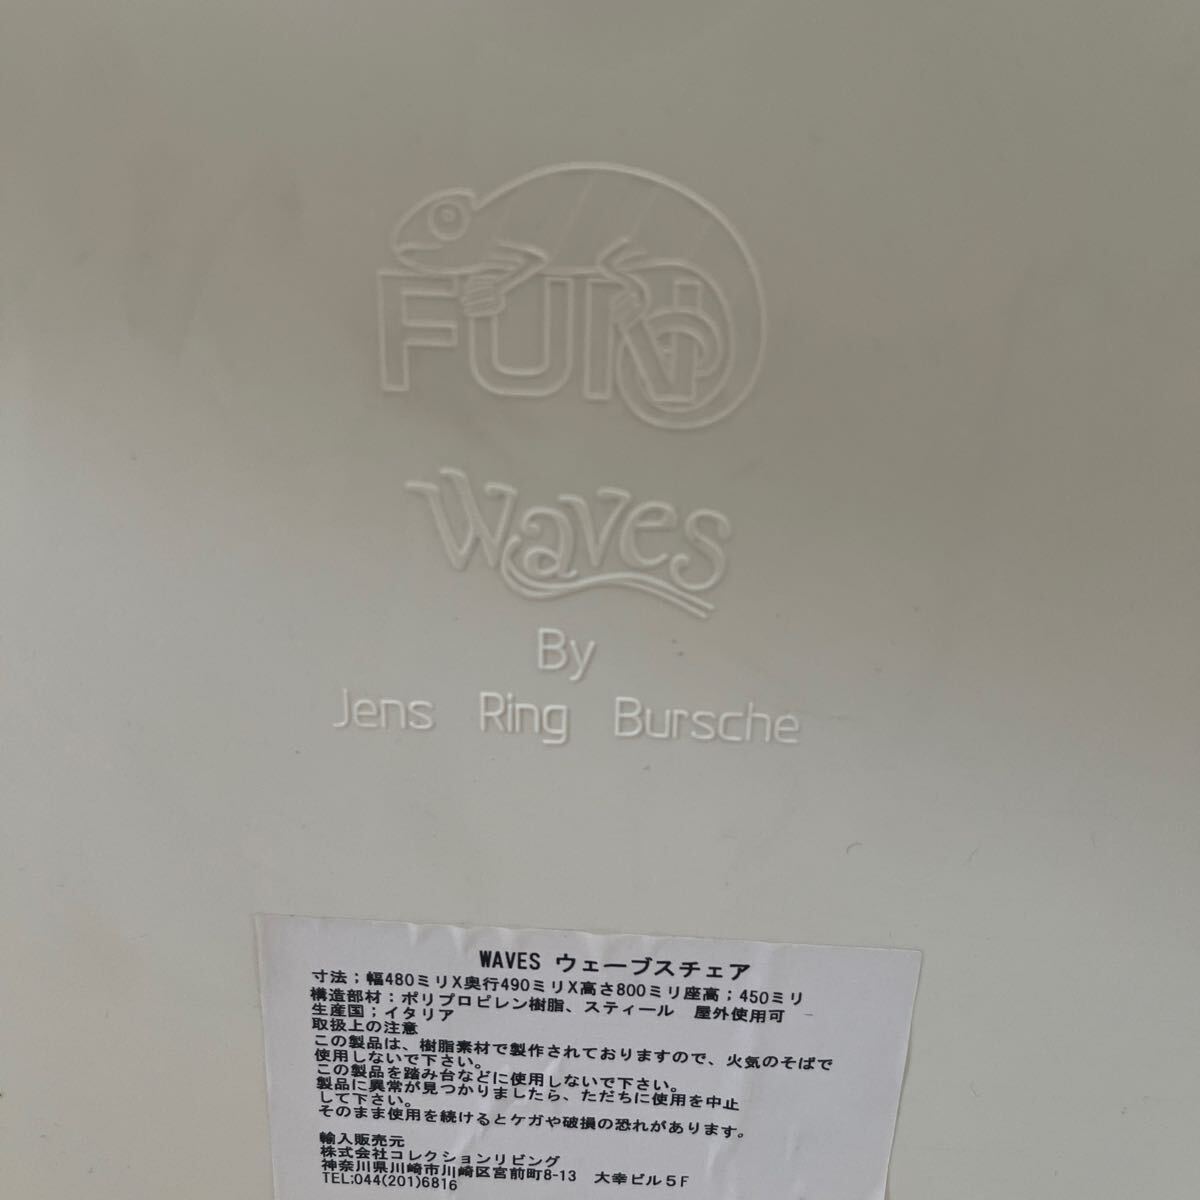 FUN
Waves
By
Jens Ring Bursche
WAVES ウェーブスチェア
寸法；幅480ミリX奥行490ミリX高さ800ミリ座高；450ミリ
構造部材；ポリプロピレン樹脂、スティール　屋外使用可
生産国；イタリア
取扱上の注意
この製品は、樹脂素材で製作されておりますので、火気のそばで
使用しないで下さい。
この製品を踏み台などに使用しないで下さい。
製品に異常が見つかりましたら、ただちに使用を中止
して下さい。
そのまま使用を続けるとケガや破損の恐れがあります。
輸入販売元
株式会社コレクションリビング
神奈川県川崎市川崎区宮前町8-13　大幸ビル５F
TEL:044(201)6816